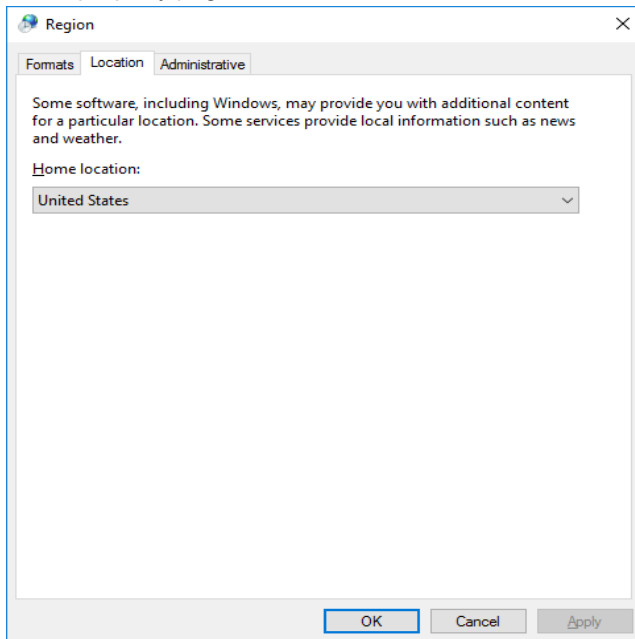 Region
Formats Location Administrative
Some software, including Windows, may provide you with additional content
for a particular location. Some services provide local information such as news
and weather.
Home location:
United States
OK Cancel Apply